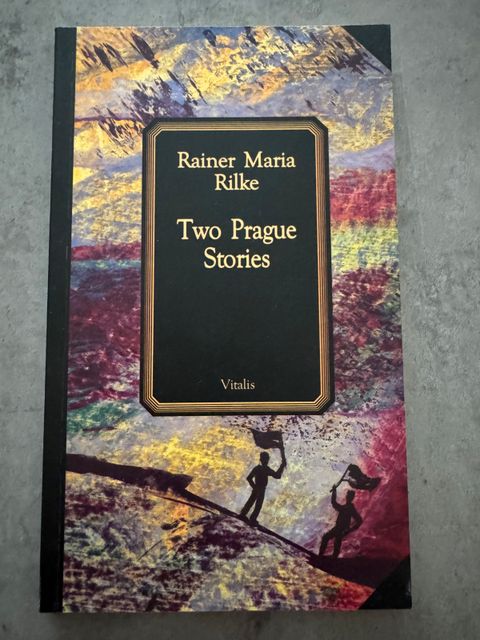 Rainer Maria
Rilke
Two Prague
Stories
Vitalis